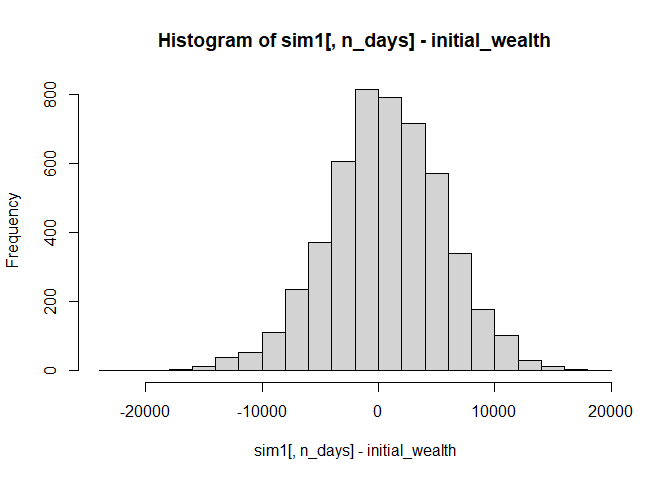 Histogram of sim1[, n_days] - initial_wealth
Frequency
800
600
400
200
0
-20000 -10000 0 10000 20000
sim1[, n_days] - initial_wealth